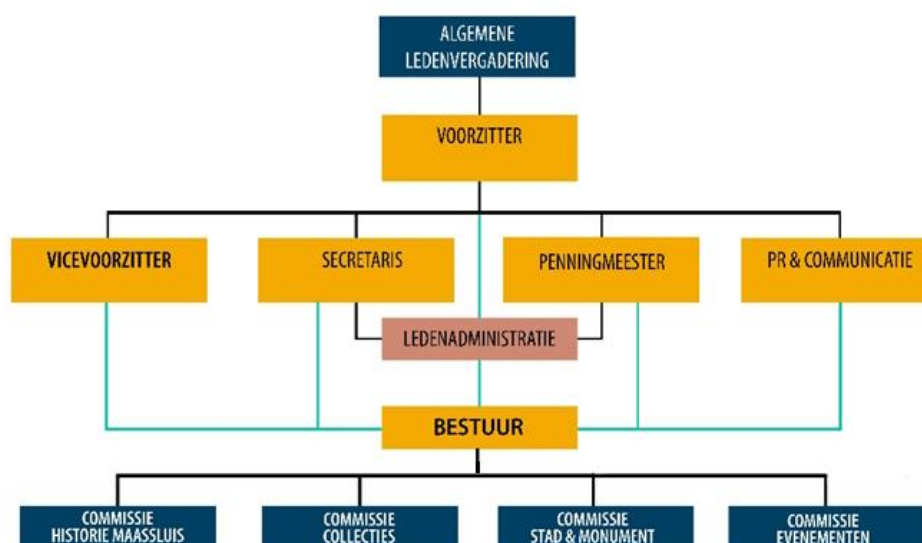 ALGEMENE
LEDENVERGADERING
VOORZITTER
VICEVOORZITTER
SECRETARIS
PENNINGMEESTER
PR & COMMUNICATIE
LEDENADMINISTRATIE
BESTUUR
COMMISSIE
HISTORIE MAASSLUIS
COMMISSIE
COLLECTIES
COMMISSIE
STAD & MONUMENT
COMMISSIE
EVENEMENTEN